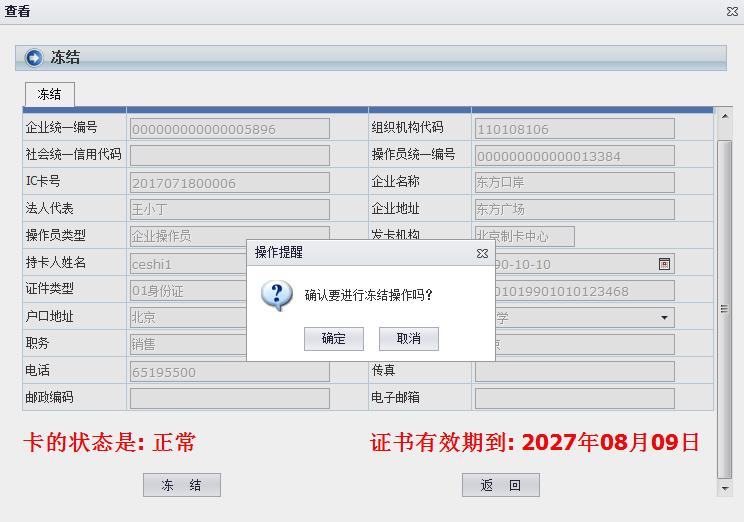 查看
冻结
冻结
企业统一编号 000000000000005896 组织机构代码 110108106
社会统一信用代码 操作员统一编号 000000000000013384
IC卡号 2017071800006 企业名称 东方口岸
法人代表 王小丁 企业地址 东方广场
操作员类型 企业操作员 发卡机构 北京制卡中心
操作提醒
持卡人姓名 ceshi1 90-10-10
证件类型 01身份证 01019901010123468
确认要进行冻结操作吗?
户口地址 北京 学
确定 取消
职务 销售
电话 65195500 传真
邮政编码 电子邮箱
卡的状态是: 正常 证书有效期到: 2027年08月09日
冻 结 返 回